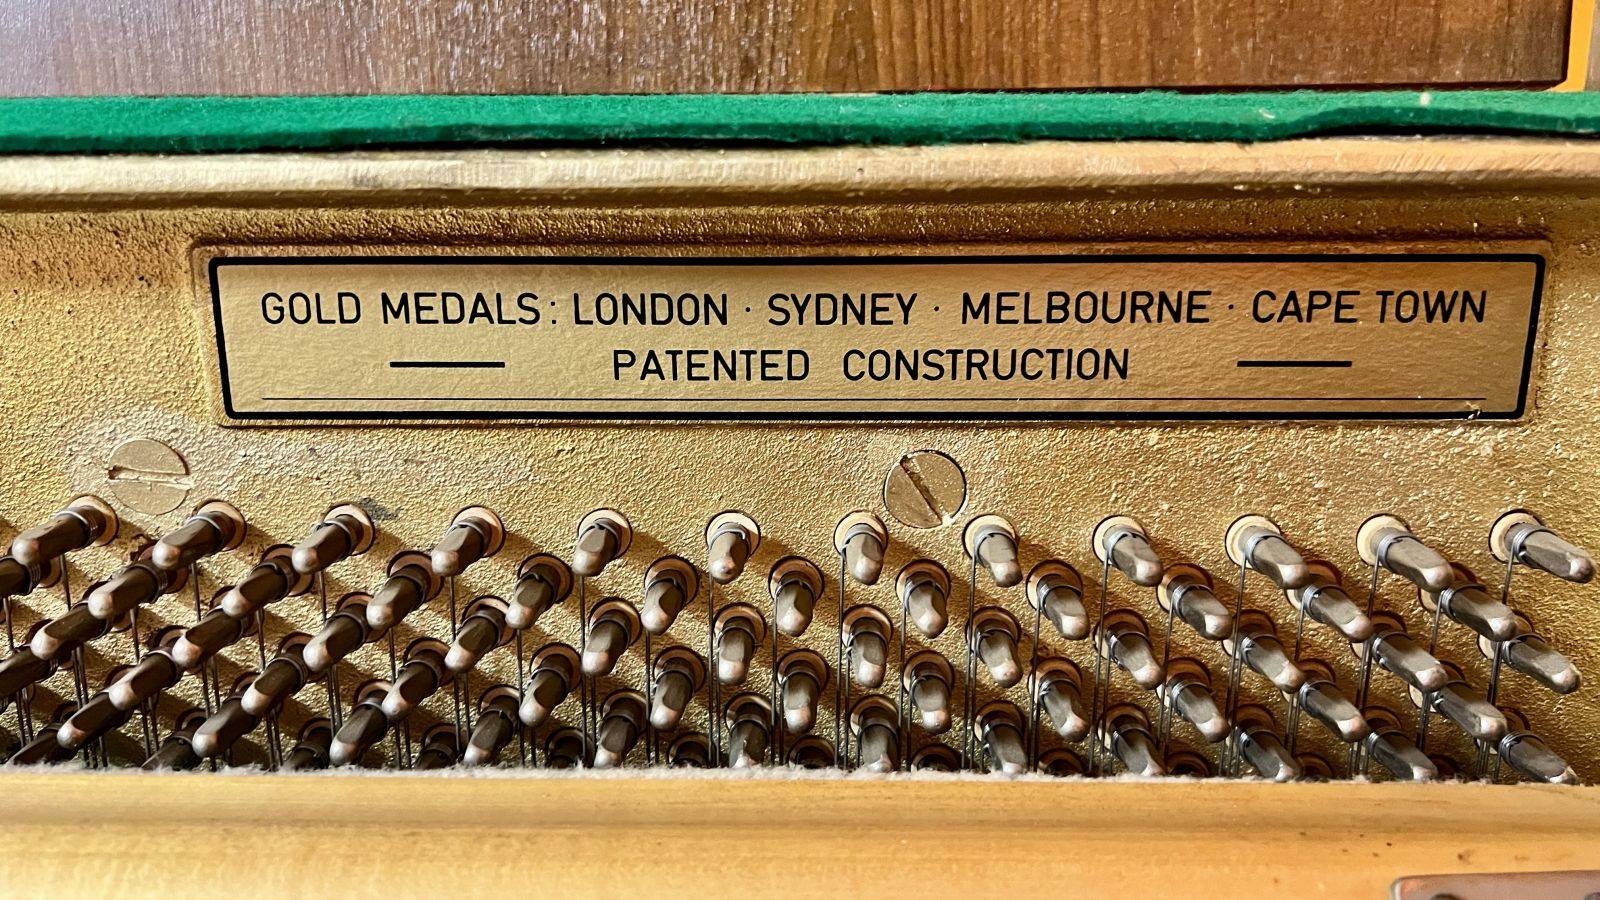 GOLD MEDALS: LONDON · SYDNEY · MELBOURNE · CAPE TOWN
PATENTED CONSTRUCTION